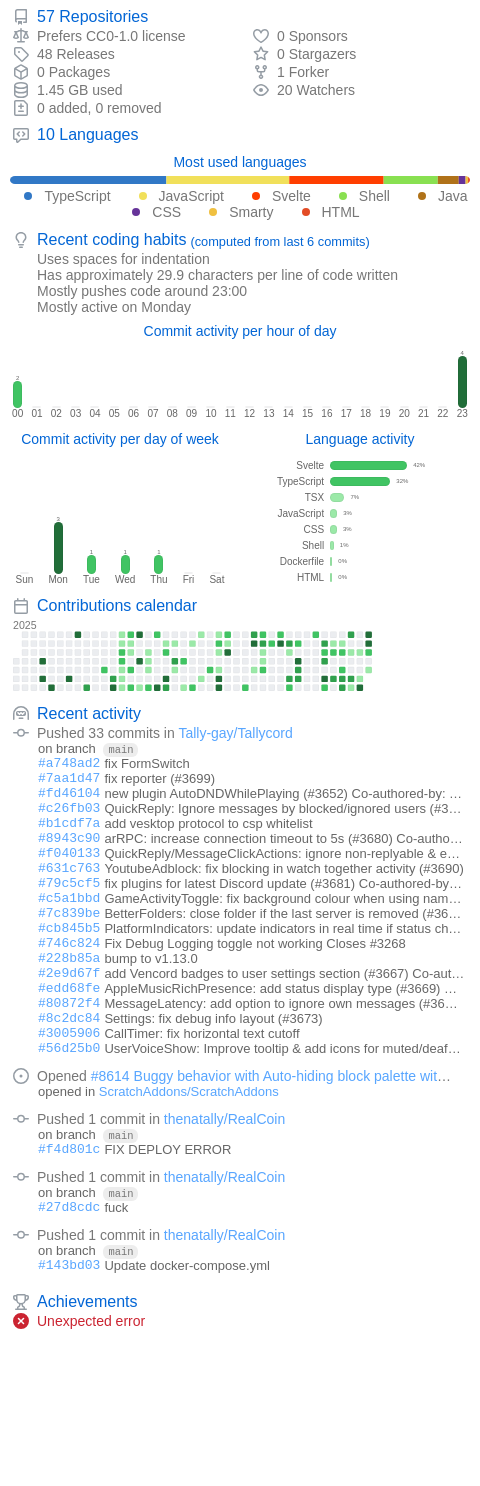 57 Repositories
Prefers CC0-1.0 license
0 Sponsors
48 Releases
0 Stargazers
0 Packages
1 Forker
1.45 GB used
20 Watchers
0 added, 0 removed
10 Languages
Most used languages
TypeScript JavaScript Svelte Shell Java
CSS Smarty HTML
Recent coding habits (computed from last 6 commits)
Uses spaces for indentation
Has approximately 29.9 characters per line of code written
Mostly pushes code around 23:00
Mostly active on Monday
Commit activity per hour of day
2 4
00 01 02 03 04 05 06 07 08 09 10 11 12 13 14 15 16 17 18 19 20 21 22 23
Commit activity per day of week
3 1 1 1
Sun Mon Tue Wed Thu Fri Sat
Language activity
Svelte 42%
TypeScript 32%
TSX 7%
JavaScript 3%
CSS 3%
Shell 1%
Dockerfile 0%
HTML 0%
Contributions calendar
2025
Recent activity
Pushed 33 commits in Tally-gay/Tallycord
on branch main
#a748ad2 fix FormSwitch
#7aa1d47 fix reporter (#3699)
#fd46104 new plugin AutoDNDWhilePlaying (#3652) Co-authored-by: …
#c26fb03 QuickReply: Ignore messages by blocked/ignored users (#3…
#b1cdf7a add vesktop protocol to csp whitelist
#8943c90 arRPC: increase connection timeout to 5s (#3680) Co-autho…
#f040133 QuickReply/MessageClickActions: ignore non-replyable & e…
#631c763 YoutubeAdblock: fix blocking in watch together activity (#3690)
#79c5cf5 fix plugins for latest Discord update (#3681) Co-authored-by…
#c5a1bbd GameActivityToggle: fix background colour when using nam…
#7c839be BetterFolders: close folder if the last server is removed (#36…
#cb845b5 PlatformIndicators: update indicators in real time if status ch…
#746c824 Fix Debug Logging toggle not working Closes #3268
#228b85a bump to v1.13.0
#2e9d67f add Vencord badges to user settings section (#3667) Co-aut…
#edd68fe AppleMusicRichPresence: add status display type (#3669) …
#80872f4 MessageLatency: add option to ignore own messages (#36…
#8c2dc84 Settings: fix debug info layout (#3673)
#3005906 CallTimer: fix horizontal text cutoff
#56d25b0 UserVoiceShow: Improve tooltip & add icons for muted/deaf…
Opened #8614 Buggy behavior with Auto-hiding block palette wit…
opened in ScratchAddons/ScratchAddons
Pushed 1 commit in thenatally/RealCoin
on branch main
#f4d801c FIX DEPLOY ERROR
Pushed 1 commit in thenatally/RealCoin
on branch main
#27d8cdc fuck
Pushed 1 commit in thenatally/RealCoin
on branch main
#143bd03 Update docker-compose.yml
Achievements
Unexpected error